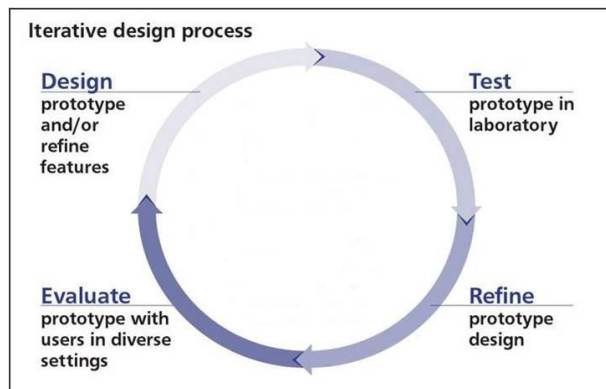 Iterative design process
Design
prototype
and/or
refine
features
Test
prototype in
laboratory
Evaluate
prototype with
users in diverse
settings
Refine
prototype
design